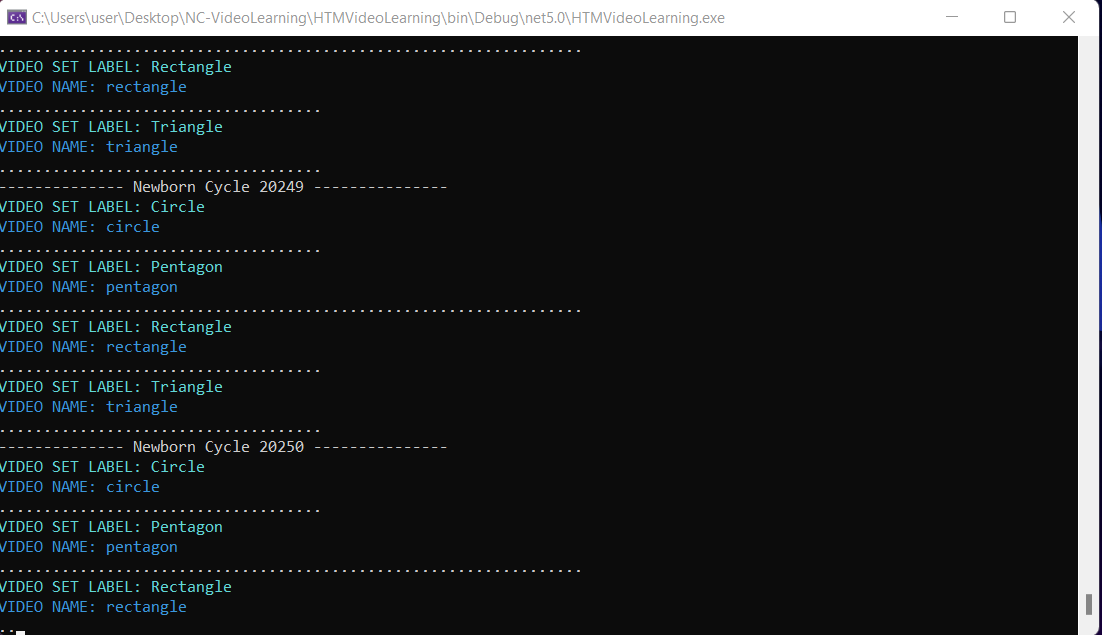 C:\Users\user\Desktop\NC-VideoLearning\HTMVideoLearning\bin\Debug\net5.0\HTMVideoLearning.exe
.................................................................
VIDEO SET LABEL: Rectangle
VIDEO NAME: rectangle
....................................
VIDEO SET LABEL: Triangle
VIDEO NAME: triangle
....................................
-------------- Newborn Cycle 20249 ---------------
VIDEO SET LABEL: Circle
VIDEO NAME: circle
....................................
VIDEO SET LABEL: Pentagon
VIDEO NAME: pentagon
.................................................................
VIDEO SET LABEL: Rectangle
VIDEO NAME: rectangle
....................................
VIDEO SET LABEL: Triangle
VIDEO NAME: triangle
....................................
-------------- Newborn Cycle 20250 ---------------
VIDEO SET LABEL: Circle
VIDEO NAME: circle
....................................
VIDEO SET LABEL: Pentagon
VIDEO NAME: pentagon
.................................................................
VIDEO SET LABEL: Rectangle
VIDEO NAME: rectangle
..